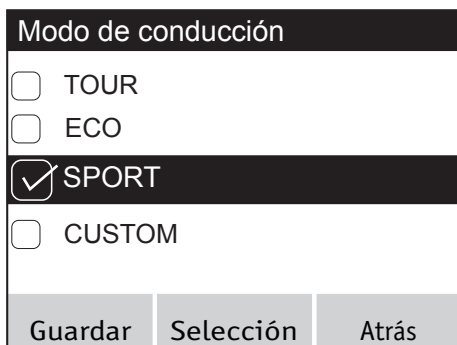 Modo de conducción
TOUR
ECO
SPORT
CUSTOM
Guardar Selección Atrás